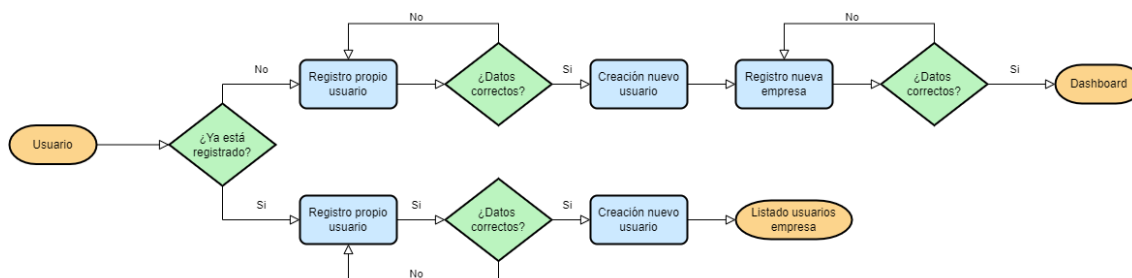 No
No
No
Registro propio
usuario
¿Datos
correctos?
Si
Creación nuevo
usuario
Registro nueva
empresa
¿Datos
correctos?
Si
Dashboard
Usuario
¿Ya está
registrado?
Si
Registro propio
usuario
Si
¿Datos
correctos?
Si
Creación nuevo
usuario
Listado usuarios
empresa
No